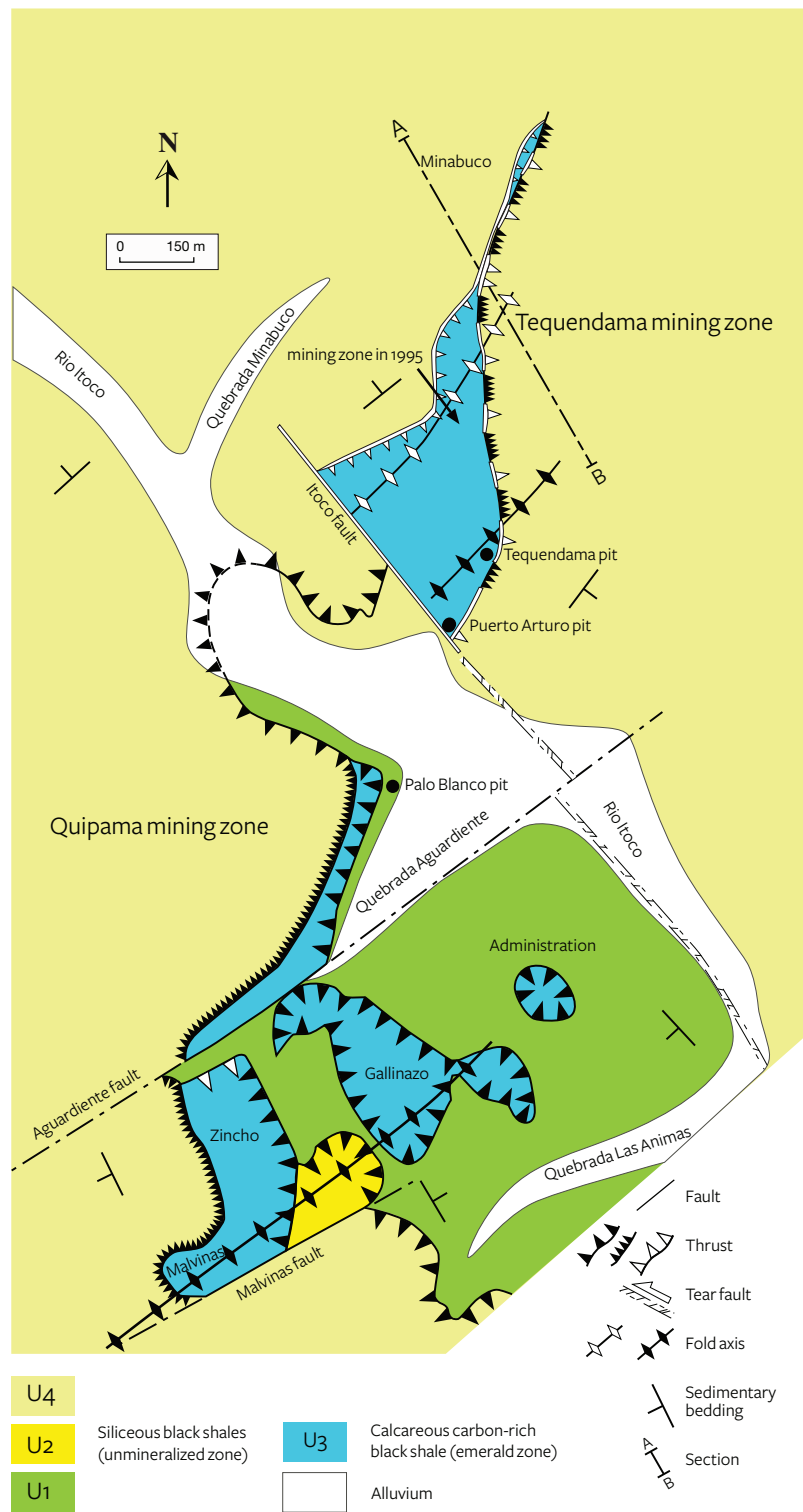 A
Minabuco
N
0 150 m
Tequendama mining zone
Rio Itoco
Quebrada Minabuco
mining zone in 1995
B
Itoco fault
Tequendama pit
Puerto Arturo pit
Palo Blanco pit
Quipama mining zone
Quebrada Aguardiente
Rio Itoco
Administration
Gallinazo
Aguardiente fault
Zincho
Quebrada Las Animas
Malvinas
Malvinas fault
Fault
Thrust
Tear fault
Fold axis
Sedimentary
bedding
A
Section
B
U4
U2
Siliceous black shales
(unmineralized zone)
U3
Calcareous carbon-rich
black shale (emerald zone)
U1
Alluvium